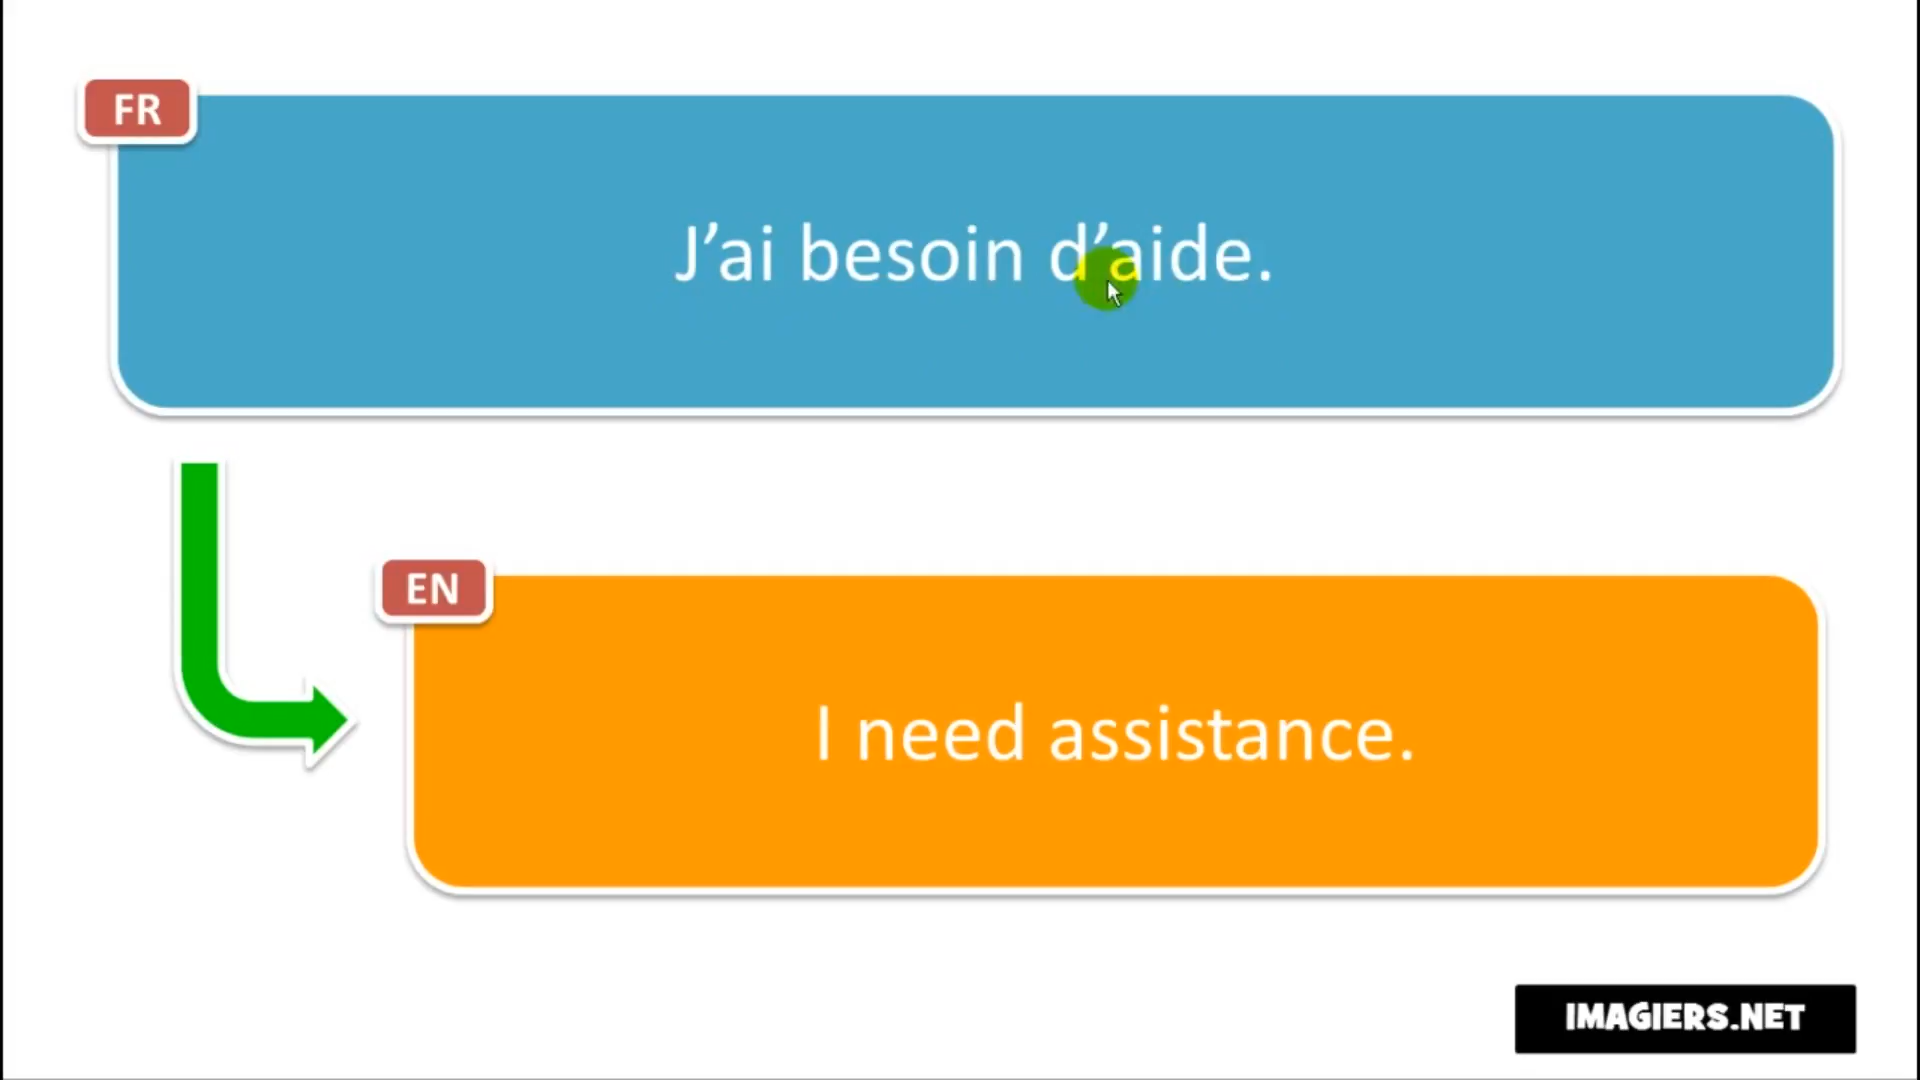 FR
J’ai besoin d’aide.
EN
I need assistance.
IMAGIERS.NET